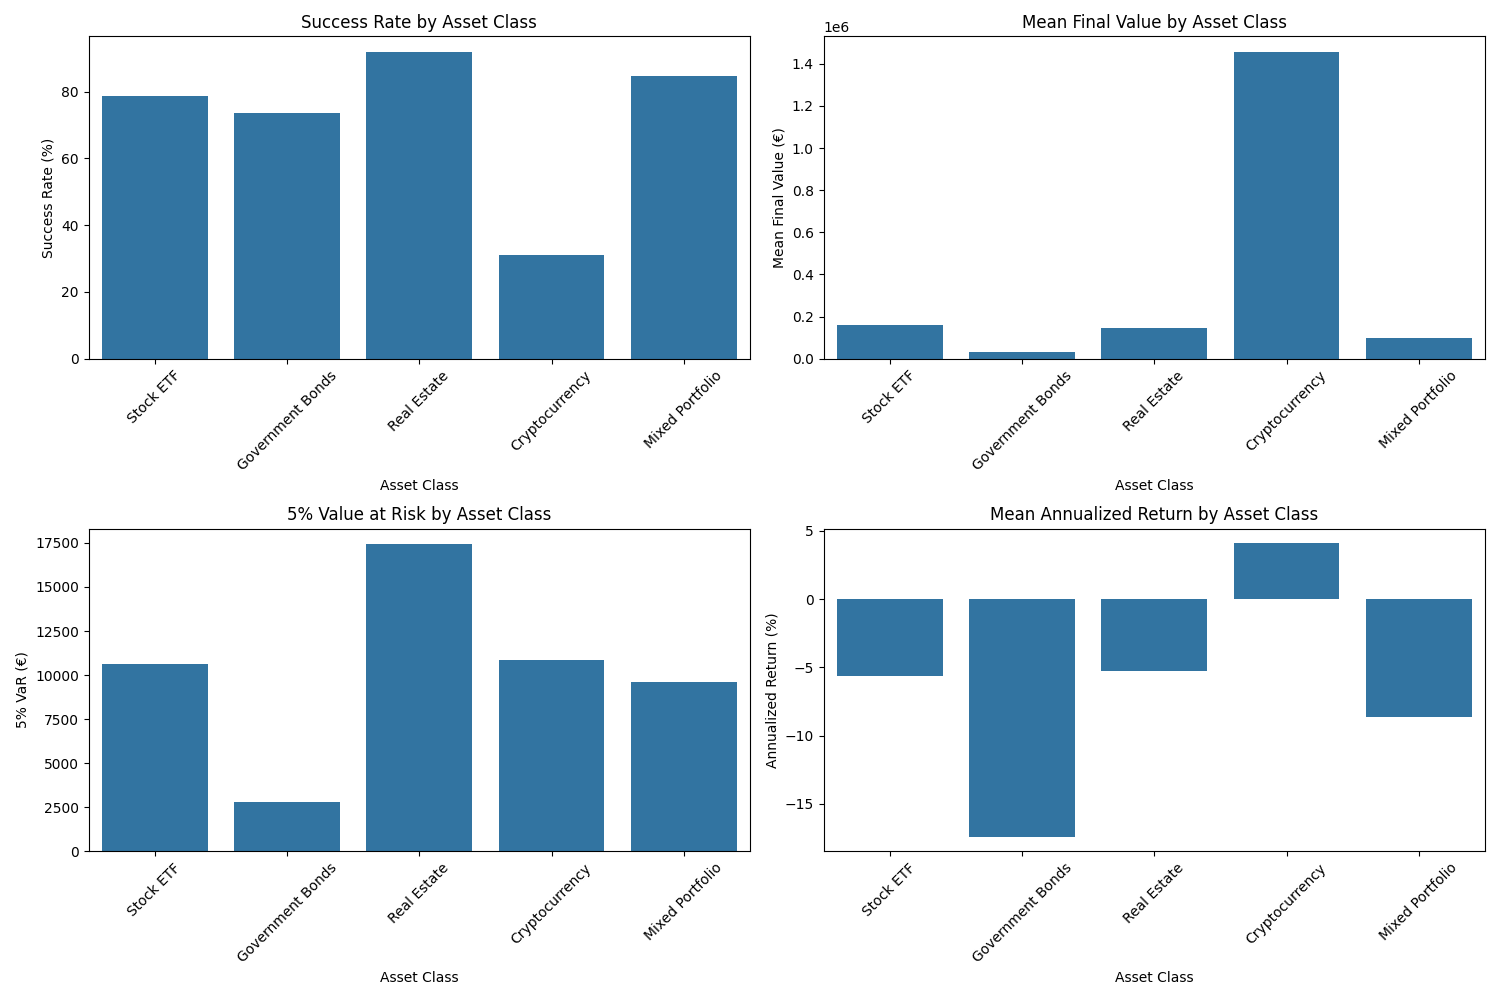 Success Rate by Asset Class
Success Rate (%)
80
60
40
20
0
Stock ETF
Government Bonds
Real Estate
Cryptocurrency
Mixed Portfolio
Asset Class
Mean Final Value by Asset Class
1e6
Mean Final Value (€)
1.4
1.2
1.0
0.8
0.6
0.4
0.2
0.0
Stock ETF
Government Bonds
Real Estate
Cryptocurrency
Mixed Portfolio
Asset Class
5% Value at Risk by Asset Class
5% VaR (€)
17500
15000
12500
10000
7500
5000
2500
0
Stock ETF
Government Bonds
Real Estate
Cryptocurrency
Mixed Portfolio
Asset Class
Mean Annualized Return by Asset Class
Annualized Return (%)
5
0
−5
−10
−15
Stock ETF
Government Bonds
Real Estate
Cryptocurrency
Mixed Portfolio
Asset Class